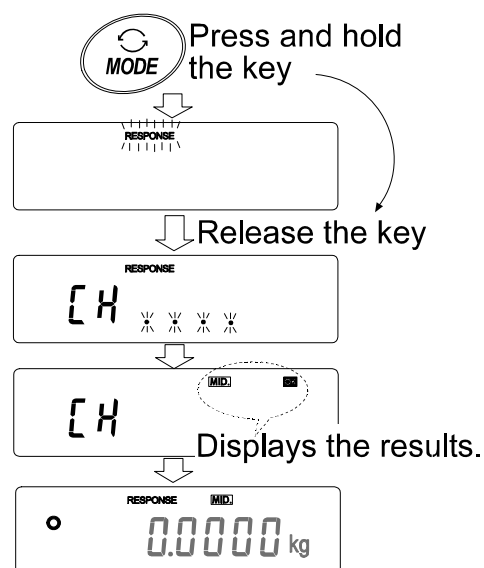 MODE
Press and hold
the key
RESPONSE
Release the key
RESPONSE
CH
MID. OK
CH
Displays the results.
RESPONSE MID.
0.0000 kg